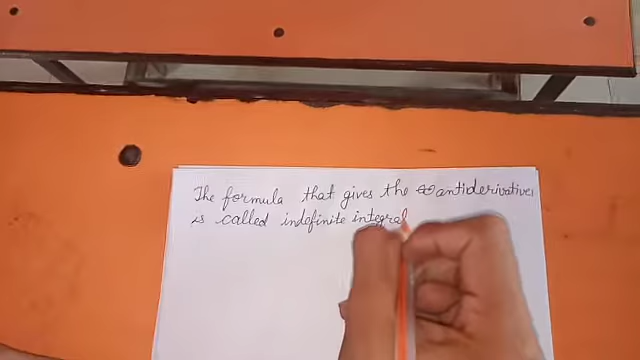 The formula that gives the antiderivatives
is called indefinite integral